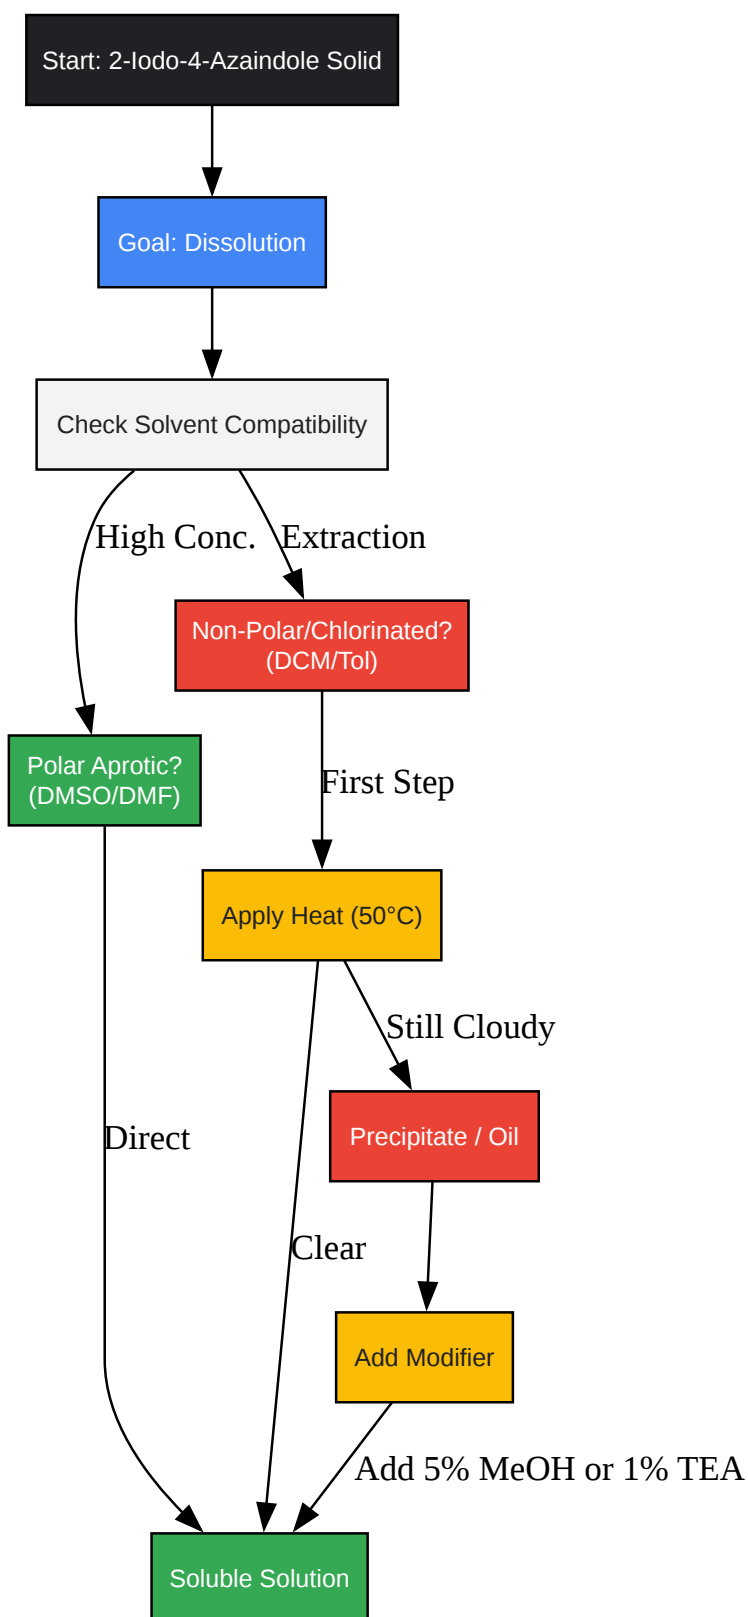 Start: 2-Iodo-4-Azaindole Solid
Goal: Dissolution
Check Solvent Compatibility
High Conc.
Extraction
Non-Polar/Chlorinated?
(DCM/Tol)
Polar Aprotic?
(DMSO/DMF)
First Step
Apply Heat (50°C)
Still Cloudy
Precipitate / Oil
Direct
Clear
Add Modifier
Add 5% MeOH or 1% TEA
Soluble Solution